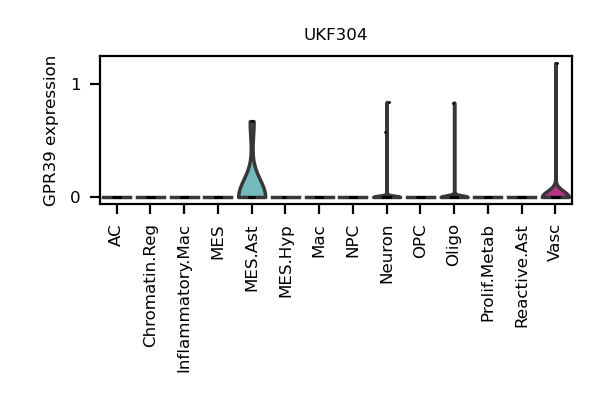 UKF304
GPR39 expression
1
0
AC
Chromatin.Reg
Inflammatory.Mac
MES
MES.Ast
MES.Hyp
Mac
NPC
Neuron
OPC
Oligo
Prolif.Metab
Reactive.Ast
Vasc